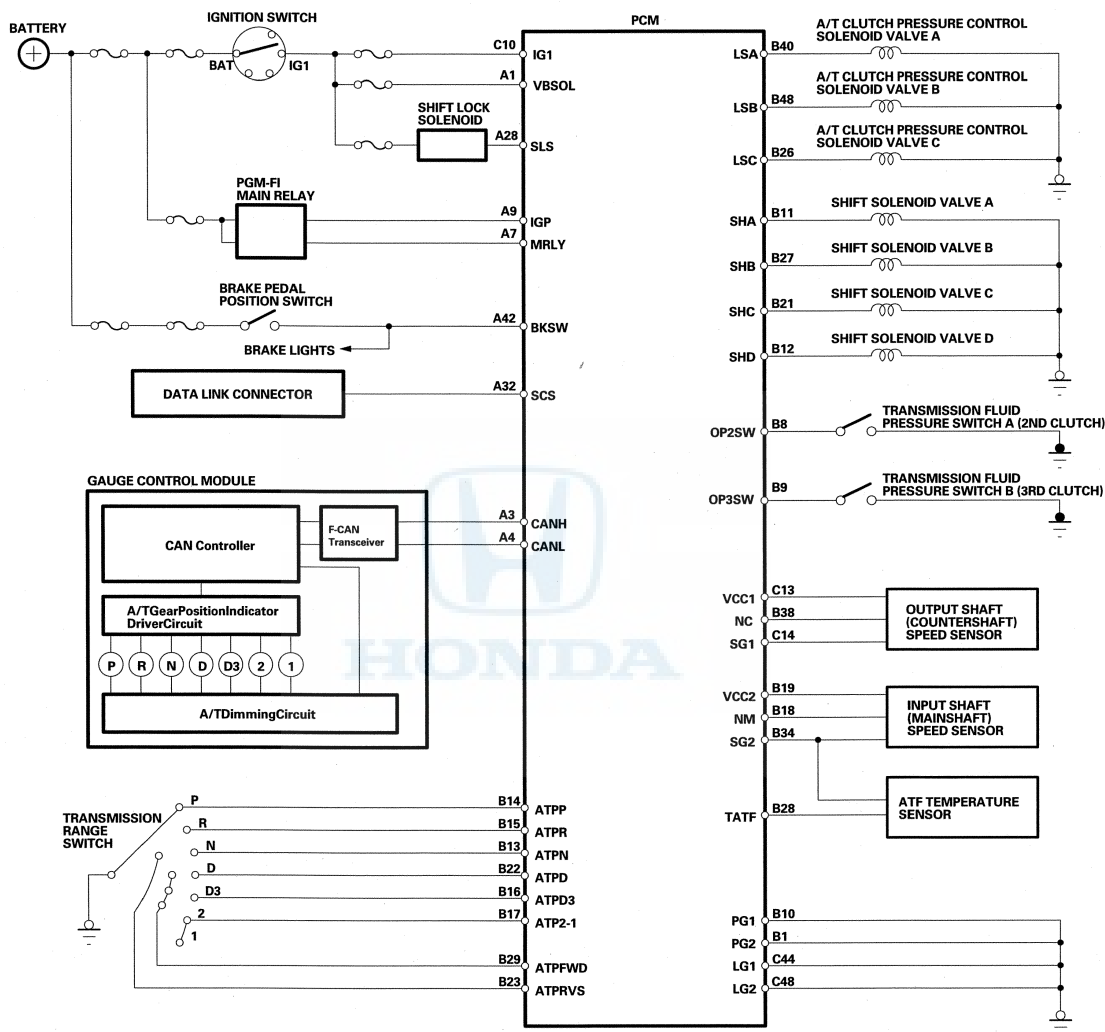 BATTERY
IGNITION SWITCH
BAT
IG1
PCM
C10
IG1
A1
VBSOL
SHIFT LOCK
SOLENOID
A28
SLS
PGM-FI
MAIN RELAY
A9
IGP
A7
MRLY
BRAKE PEDAL
POSITION SWITCH
A42
BKSW
BRAKE LIGHTS
DATA LINK CONNECTOR
A32
SCS
GAUGE CONTROL MODULE
CAN Controller
F-CAN
Transceiver
A3
CANH
A4
CANL
A/TGearPositionIndicator
DriverCircuit
P
R
N
D
D3
2
1
A/TDimmingCircuit
HONDA
TRANSMISSION
RANGE
SWITCH
P
B14
ATPP
R
B15
ATPR
N
B13
ATPN
D
B22
ATPD
D3
B16
ATPD3
2
B17
ATP2-1
1
B29
ATPFWD
B23
ATPRVS
A/T CLUTCH PRESSURE CONTROL
SOLENOID VALVE A
LSA
B40
A/T CLUTCH PRESSURE CONTROL
SOLENOID VALVE B
LSB
B48
A/T CLUTCH PRESSURE CONTROL
SOLENOID VALVE C
LSC
B26
SHIFT SOLENOID VALVE A
SHA
B11
SHIFT SOLENOID VALVE B
SHB
B27
SHIFT SOLENOID VALVE C
SHC
B21
SHIFT SOLENOID VALVE D
SHD
B12
TRANSMISSION FLUID
PRESSURE SWITCH A (2ND CLUTCH)
OP2SW
B8
TRANSMISSION FLUID
PRESSURE SWITCH B (3RD CLUTCH)
OP3SW
B9
VCC1
C13
NC
B38
SG1
C14
OUTPUT SHAFT
(COUNTERSHAFT)
SPEED SENSOR
VCC2
B19
NM
B18
SG2
B34
INPUT SHAFT
(MAINSHAFT)
SPEED SENSOR
TATF
B28
ATF TEMPERATURE
SENSOR
PG1
B10
PG2
B1
LG1
C44
LG2
C48